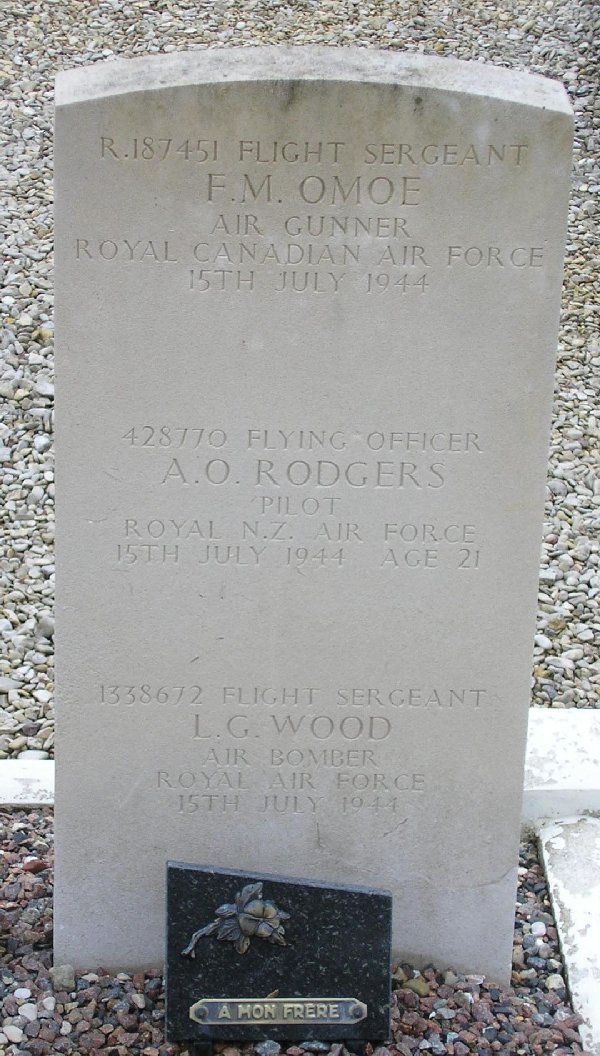 R.187451 FLIGHT SERGEANT
F.M. OMOE
AIR GUNNER
ROYAL CANADIAN AIR FORCE
15TH JULY 1944
428770 FLYING OFFICER
A.O. RODGERS
PILOT
ROYAL N.Z. AIR FORCE
15TH JULY 1944 AGE 21
1338672 FLIGHT SERGEANT
L.G. WOOD
AIR BOMBER
ROYAL AIR FORCE
15TH JULY 1944
A MON FRERE